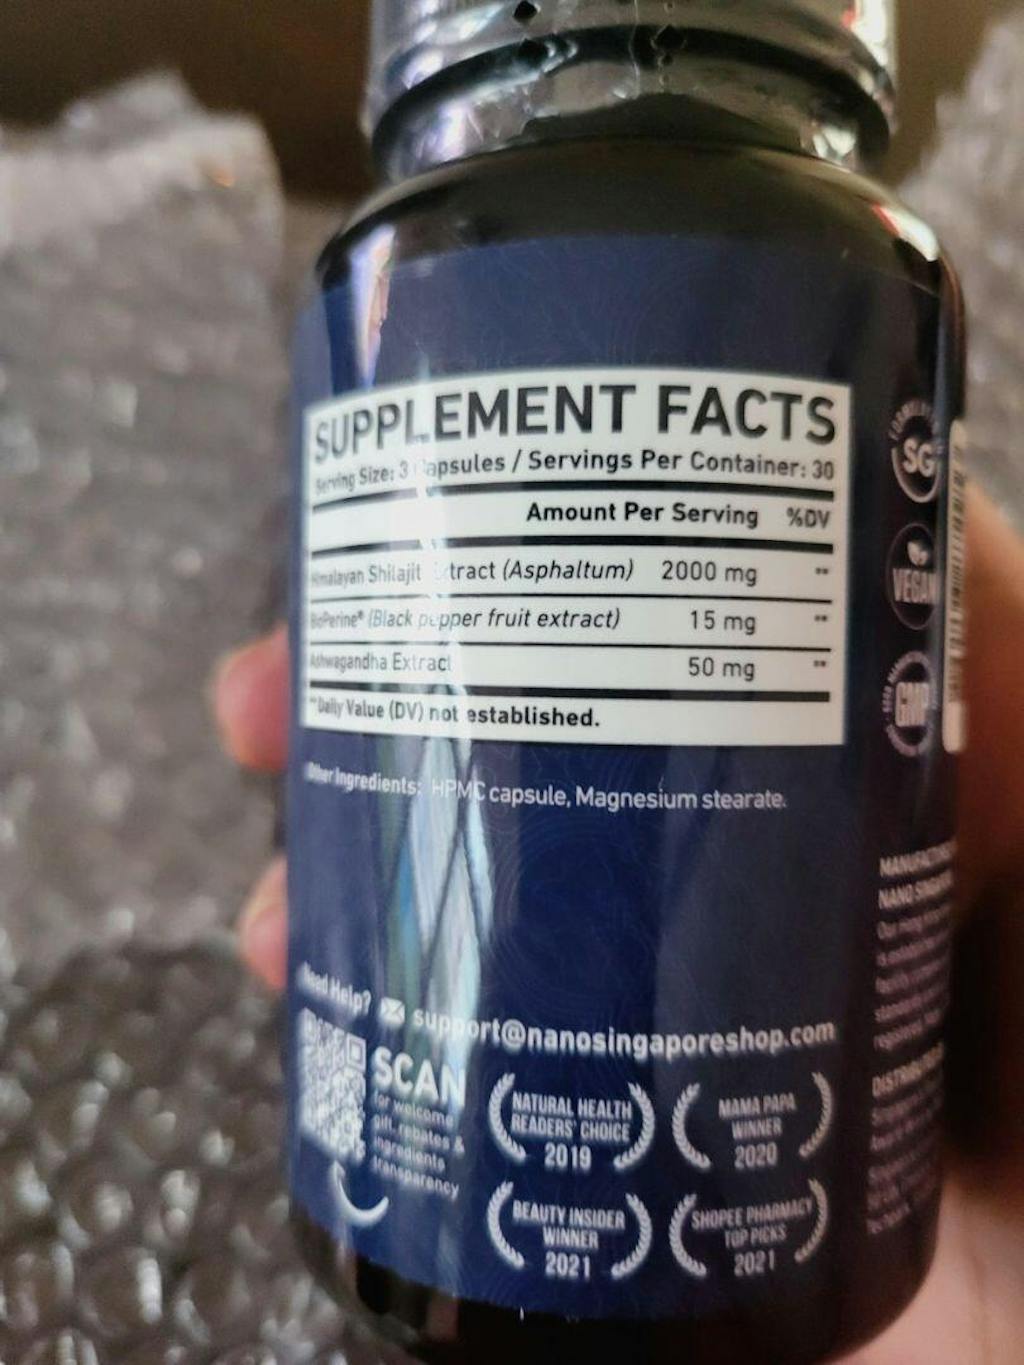 SUPPLEMENT FACTS
Serving Size: 3 Capsules / Servings Per Container: 30
Amount Per Serving %DV
Himalayan Shilajit Extract (Asphaltum) 2000 mg **
BioPerine® (Black pepper fruit extract) 15 mg **
Ashwagandha Extract 50 mg **
**Daily Value (DV) not established.
Other Ingredients: HPMC capsule, Magnesium stearate.
Need Help? support@nanosingaporeshop.com
SCAN
for welcome
gift, rebates &
ingredients
transparency
NATURAL HEALTH
READERS' CHOICE
2019
MAMA PAPA
WINNER
2020
BEAUTY INSIDER
WINNER
2021
SHOPEE PHARMACY
TOP PICKS
2021
SG
VEGAN
GMP
NANO